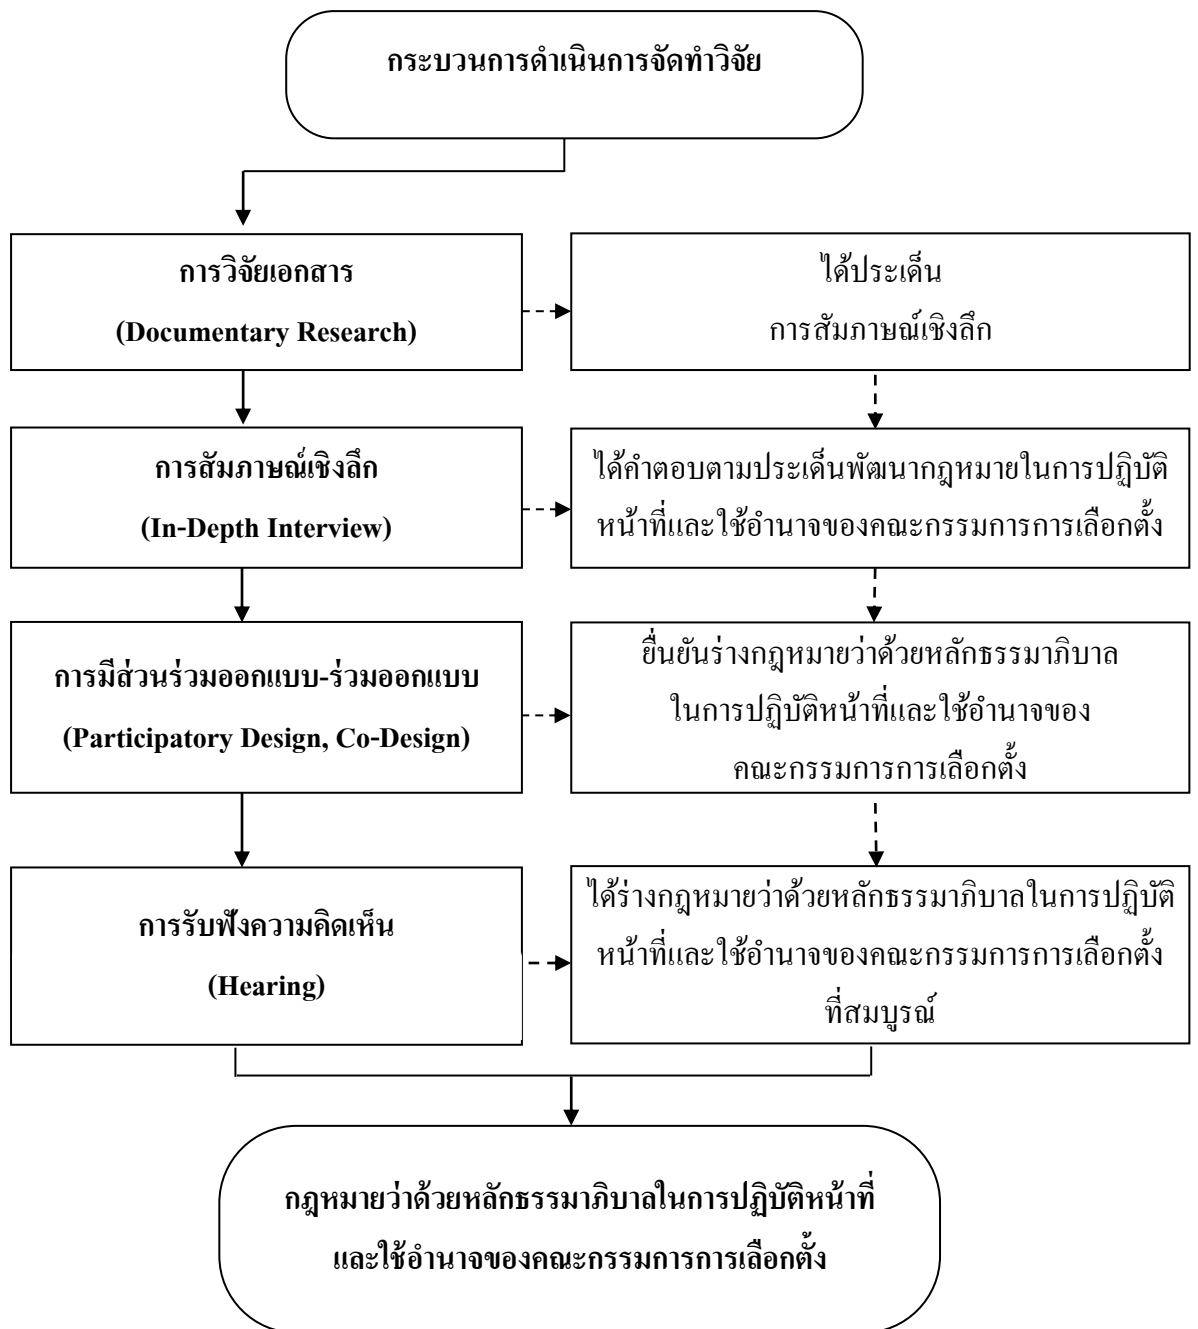 กระบวนการดำเนินการจัดทำวิจัย
การวิจัยเอกสาร
(Documentary Research)
ได้ประเด็น
การสัมภาษณ์เชิงลึก
การสัมภาษณ์เชิงลึก
(In-Depth Interview)
ได้คำตอบตามประเด็นพัฒนากฎหมายในการปฏิบัติ
หน้าที่และใช้อำนาจของคณะกรรมการการเลือกตั้ง
การมีส่วนร่วมออกแบบ-ร่วมออกแบบ
(Participatory Design, Co-Design)
ยื่นยันร่างกฎหมายว่าด้วยหลักธรรมาภิบาล
ในการปฏิบัติหน้าที่และใช้อำนาจของ
คณะกรรมการการเลือกตั้ง
การรับฟังความคิดเห็น
(Hearing)
ได้ร่างกฎหมายว่าด้วยหลักธรรมาภิบาลในการปฏิบัติ
หน้าที่และใช้อำนาจของคณะกรรมการการเลือกตั้ง
ที่สมบูรณ์
กฎหมายว่าด้วยหลักธรรมาภิบาลในการปฏิบัติหน้าที่
และใช้อำนาจของคณะกรรมการการเลือกตั้ง